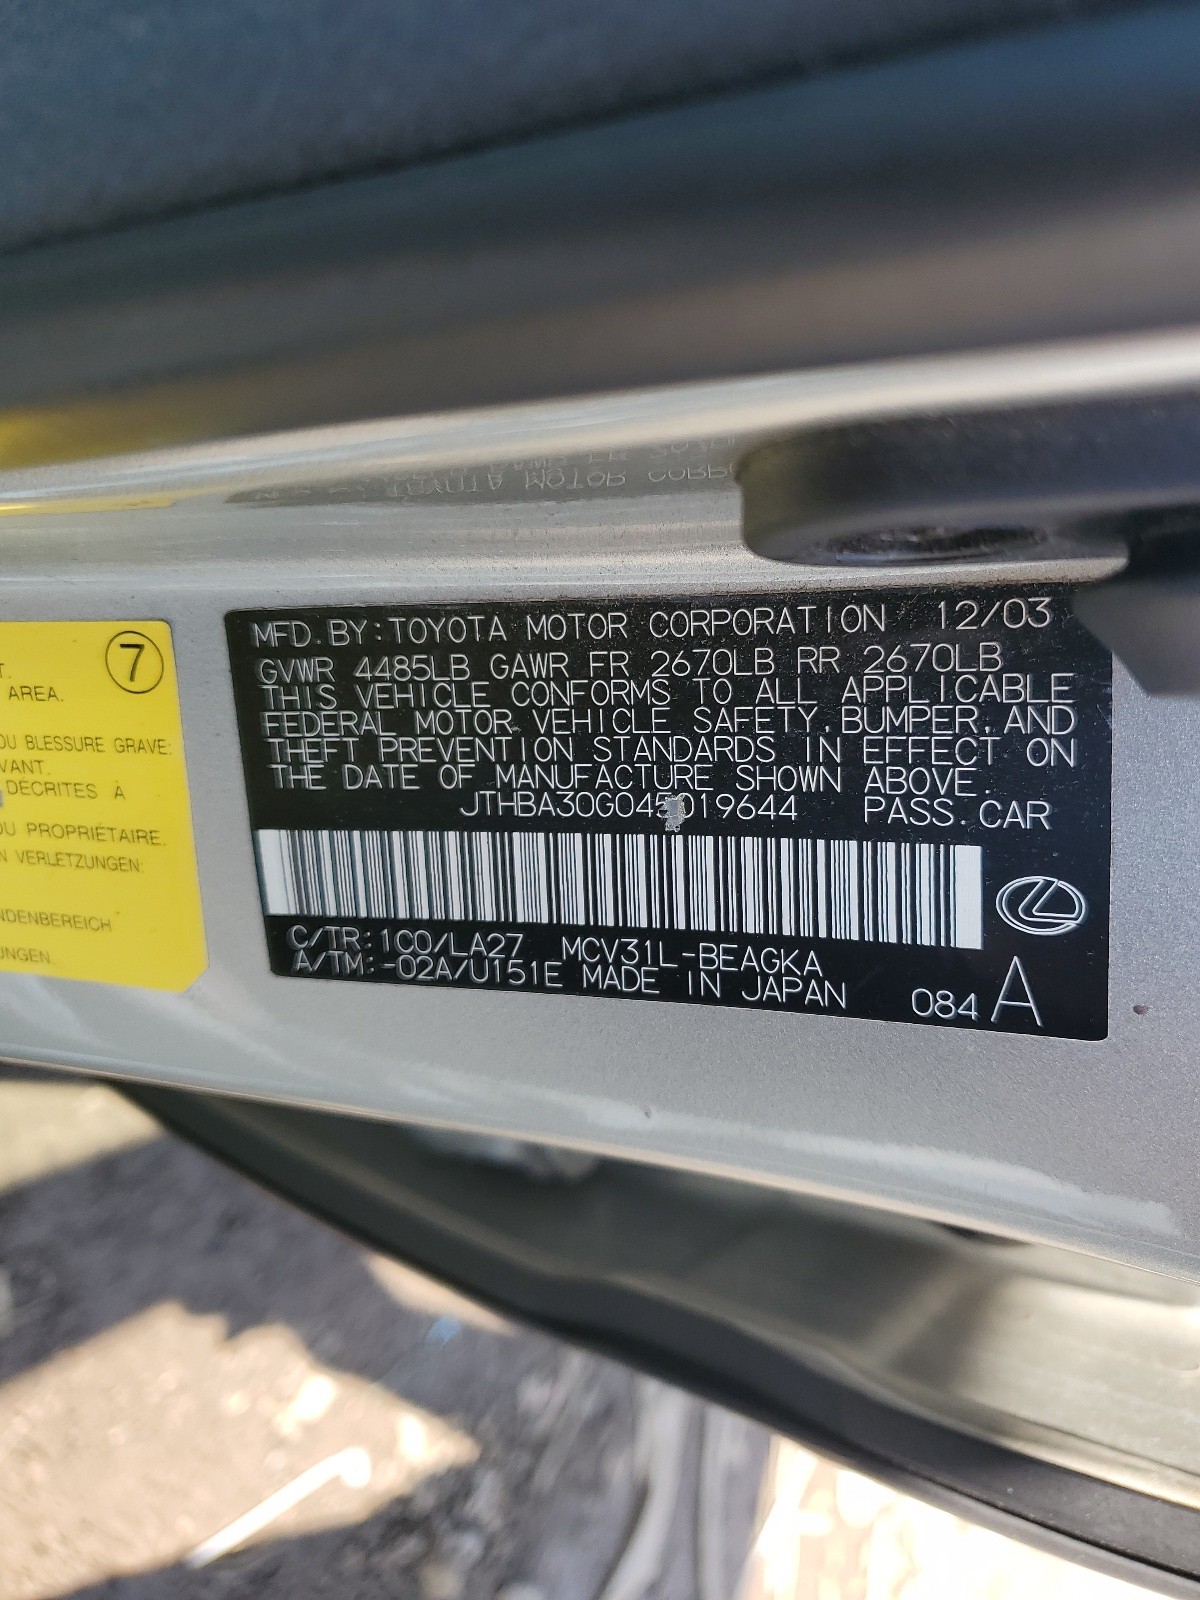 MFD. BY: TOYOTA MOTOR CORPORATION 12/03
GVWR 4485LB GAWR FR 2670LB RR 2670LB
THIS VEHICLE CONFORMS TO ALL APPLICABLE
FEDERAL MOTOR VEHICLE SAFETY, BUMPER, AND
THEFT PREVENTION STANDARDS IN EFFECT ON
THE DATE OF MANUFACTURE SHOWN ABOVE.
JTHBA30G045019644 PASS. CAR
C/TR: 1C0/LA27 MCV31L-BEAGKA
A/TM: -02A/U151E MADE IN JAPAN
084 A
7
AREA.
OU BLESSURE GRAVE:
VANT.
DÉCRITES À
OU PROPRIÉTAIRE.
N VERLETZUNGEN:
NDENBEREICH
UNGEN.